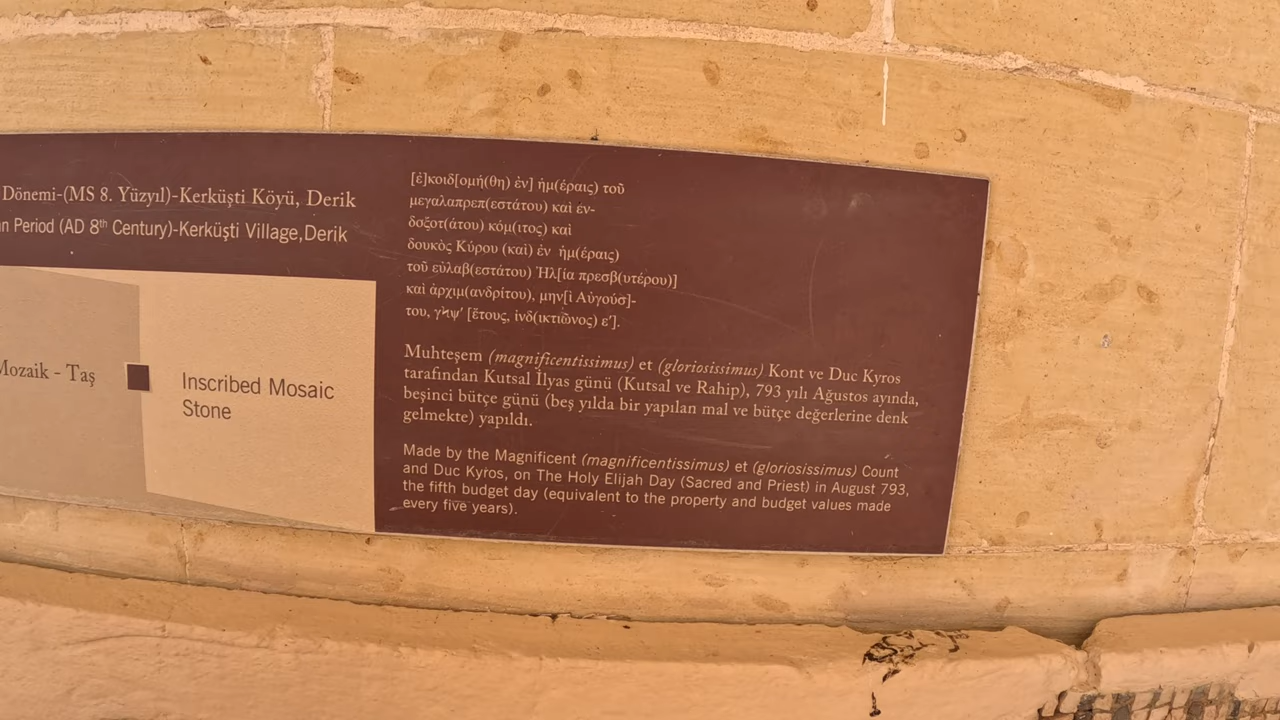 Dönemi-(MS 8. Yüzyıl)-Kerküşti Köyü, Derik
Period (AD 8th Century)-Kerküşti Village,Derik
Mozaik - Taş
Inscribed Mosaic
Stone
[ἐ]κοιδ[ομή(θη) ἐν] ἡμ(έραις) τοῦ
μεγαλαπρεπ(εστάτου) καὶ ἐν-
δοξοτ(άτου) κόμ(ιτος) καὶ
δουκὸς Κύρου (καὶ) ἐν ἡμ(έραις)
τοῦ εὐλαβ(εστάτου) Ἠλ[ία πρεσβ(υτέρου)]
καὶ ἀρχιμ(ανδρίτου), μην[ὶ Αὐγούσ]-
του, γϞψʹ [ἔτους, ἰνδ(ικτιῶνος) εʹ].
Muhteşem (magnificentissimus) et (gloriosissimus) Kont ve Duc Kyros
tarafından Kutsal İlyas günü (Kutsal ve Rahip), 793 yılı Ağustos ayında,
beşinci bütçe günü (beş yılda bir yapılan mal ve bütçe değerlerine denk
gelmekte) yapıldı.
Made by the Magnificent (magnificentissimus) et (gloriosissimus) Count
and Duc Kyros, on The Holy Elijah Day (Sacred and Priest) in August 793,
the fifth budget day (equivalent to the property and budget values made
every five years).